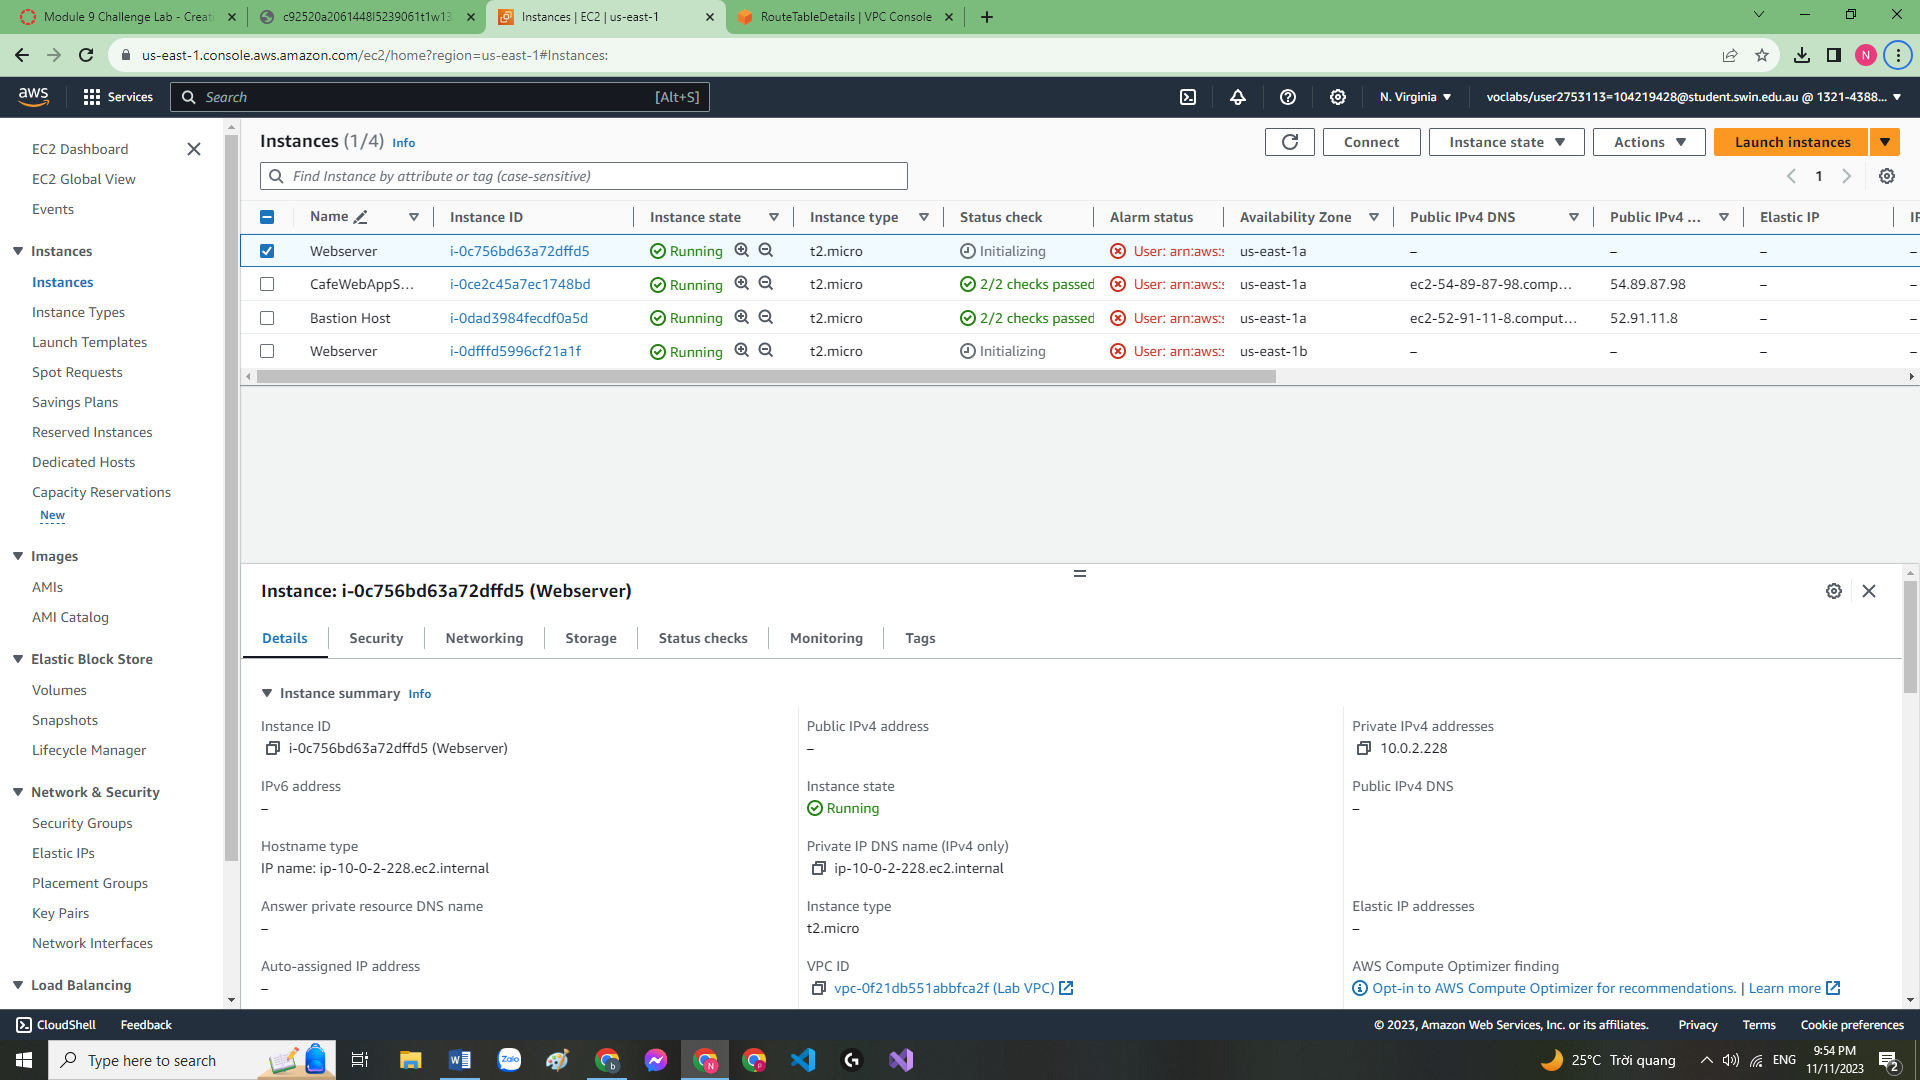 Module 9 Challenge Lab - Creati
c92520a2061448l5239061t1w13
Instances | EC2 | us-east-1
RouteTableDetails | VPC Console
us-east-1.console.aws.amazon.com/ec2/home?region=us-east-1#Instances:
N
aws
Services
Search
[Alt+S]
N. Virginia
voclabs/user2753113=104219428@student.swin.edu.au @ 1321-4388...
EC2 Dashboard
EC2 Global View
Events
Instances
Instances
Instance Types
Launch Templates
Spot Requests
Savings Plans
Reserved Instances
Dedicated Hosts
Capacity Reservations
New
Images
AMIs
AMI Catalog
Elastic Block Store
Volumes
Snapshots
Lifecycle Manager
Network & Security
Security Groups
Elastic IPs
Placement Groups
Key Pairs
Network Interfaces
Load Balancing
Instances (1/4) Info
Connect
Instance state
Actions
Launch instances
Find Instance by attribute or tag (case-sensitive)
1
Name Instance ID Instance state Instance type Status check Alarm status Availability Zone Public IPv4 DNS Public IPv4 ... Elastic IP IP
Webserver i-0c756bd63a72dffd5 Running t2.micro Initializing User: arn:aws:s us-east-1a – – – –
CafeWebAppS... i-0ce2c45a7ec1748bd Running t2.micro 2/2 checks passed User: arn:aws:s us-east-1a ec2-54-89-87-98.comp... 54.89.87.98 – –
Bastion Host i-0dad3984fecdf0a5d Running t2.micro 2/2 checks passed User: arn:aws:s us-east-1a ec2-52-91-11-8.comput... 52.91.11.8 – –
Webserver i-0dfffd5996cf21a1f Running t2.micro Initializing User: arn:aws:s us-east-1b – – – –
Instance: i-0c756bd63a72dffd5 (Webserver)
Details Security Networking Storage Status checks Monitoring Tags
Instance summary Info
Instance ID
i-0c756bd63a72dffd5 (Webserver)
Public IPv4 address
–
Private IPv4 addresses
10.0.2.228
IPv6 address
–
Instance state
Running
Public IPv4 DNS
–
Hostname type
IP name: ip-10-0-2-228.ec2.internal
Private IP DNS name (IPv4 only)
ip-10-0-2-228.ec2.internal
Answer private resource DNS name
–
Instance type
t2.micro
Elastic IP addresses
–
Auto-assigned IP address
–
VPC ID
vpc-0f21db551abbfca2f (Lab VPC)
AWS Compute Optimizer finding
Opt-in to AWS Compute Optimizer for recommendations. | Learn more
CloudShell Feedback
© 2023, Amazon Web Services, Inc. or its affiliates. Privacy Terms Cookie preferences
Type here to search
Zalo
25°C Trời quang
ENG
9:54 PM
11/11/2023
2